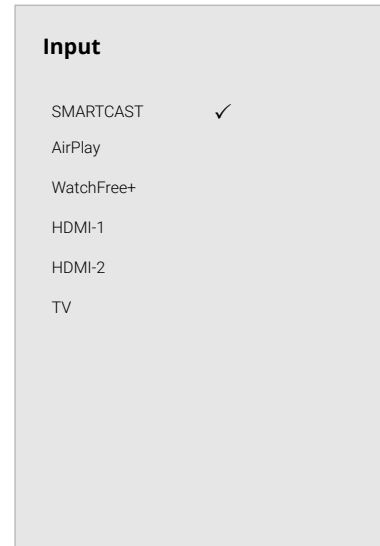 Input
SMARTCAST ✓
AirPlay
WatchFree+
HDMI-1
HDMI-2
TV